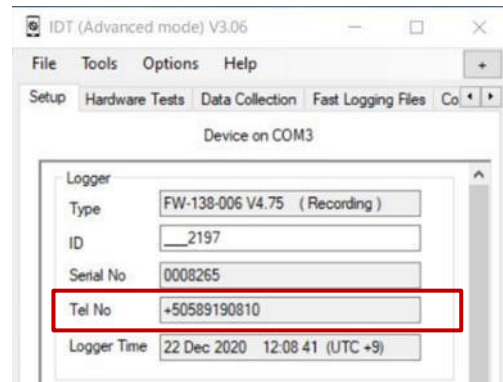 IDT (Advanced mode) V3.06
File Tools Options Help +
Setup Hardware Tests Data Collection Fast Logging Files Co
Device on COM3
Logger
Type FW-138-006 V4.75 ( Recording )
ID ___2197
Serial No 0008265
Tel No +50589190810
Logger Time 22 Dec 2020 12:08 41 (UTC +9)